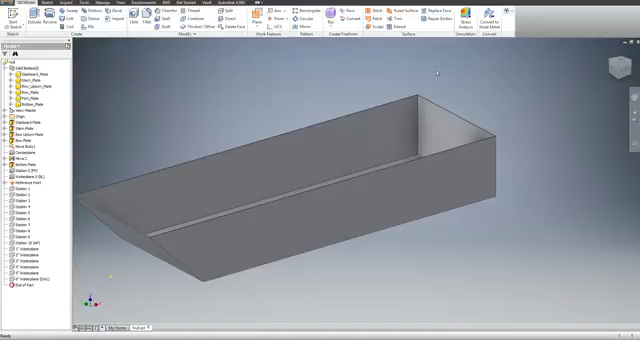 3D Model Sketch Tools View Environments BIM Get Started Vault Autodesk A360
Start 2D Sketch
Extrude Revolve
Sweep Emboss Decal
Loft Derive Import
Coil Rib
Hole Fillet
Chamfer Thread Split
Shell Combine Direct
Draft Thicken/ Offset Delete Face
Plane
Axis
Point
UCS
Rectangular
Circular
Mirror
Box
Face
Convert
Stitch Ruled Surface Replace Face
Patch Trim Repair Bodies
Sculpt Extend
Stress Analysis
Convert to Sheet Metal
Sketch Create Modify Work Features Pattern Create Freeform Surface Simulation Convert
Model
Hull
Solid Bodies(6)
Starboard_Plate
Stern_Plate
Bow_Uptium_Plate
Bow_Plate
Port_Plate
Bottom_Plate
View: Master
Origin
Starboard Plate
Stern Plate
Bow Uptium Plate
Bow Plate
Move Body1
Centerplane
Mirror1
Bottom Plate
Station 0 (FP)
Waterplane 0 (BL)
Reference Point
Station 1
Station 2
Station 3
Station 4
Station 5
Station 6
Station 7
Station 8
Station 9
Station 10 (AP)
1' Waterplane
2' Waterplane
3' Waterplane
4' Waterplane
5' Waterplane
6' Waterplane (DWL)
End of Part
My Home
Hull.ipt
Ready